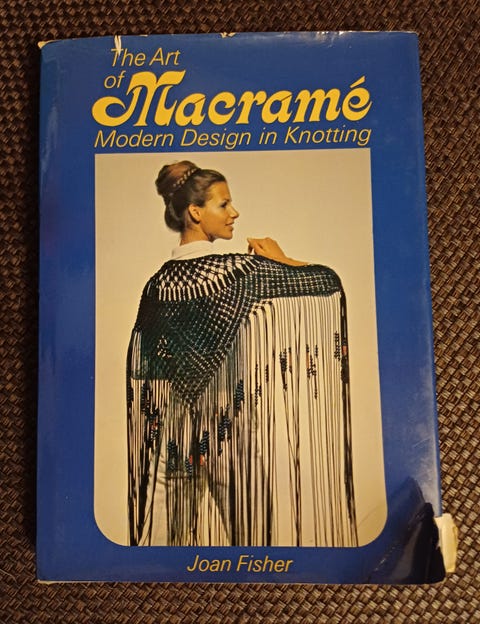 The Art
of Macramé
Modern Design in Knotting
Joan Fisher